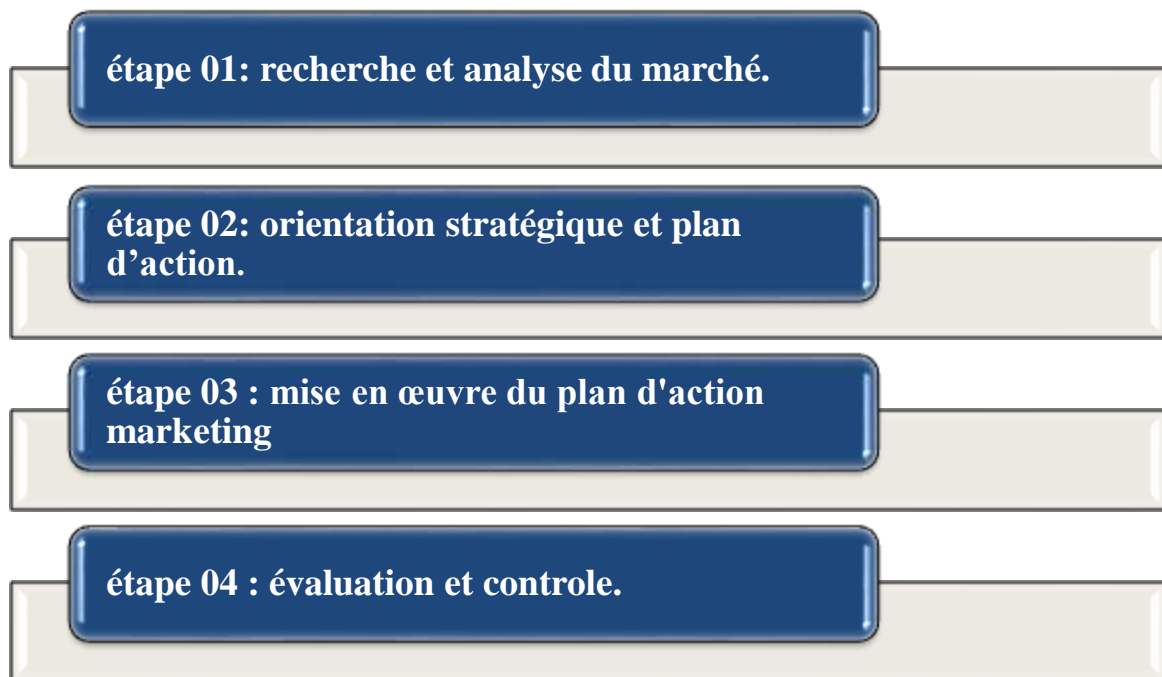 étape 01: recherche et analyse du marché.
étape 02: orientation stratégique et plan
d’action.
étape 03 : mise en œuvre du plan d'action
marketing
étape 04 : évaluation et controle.